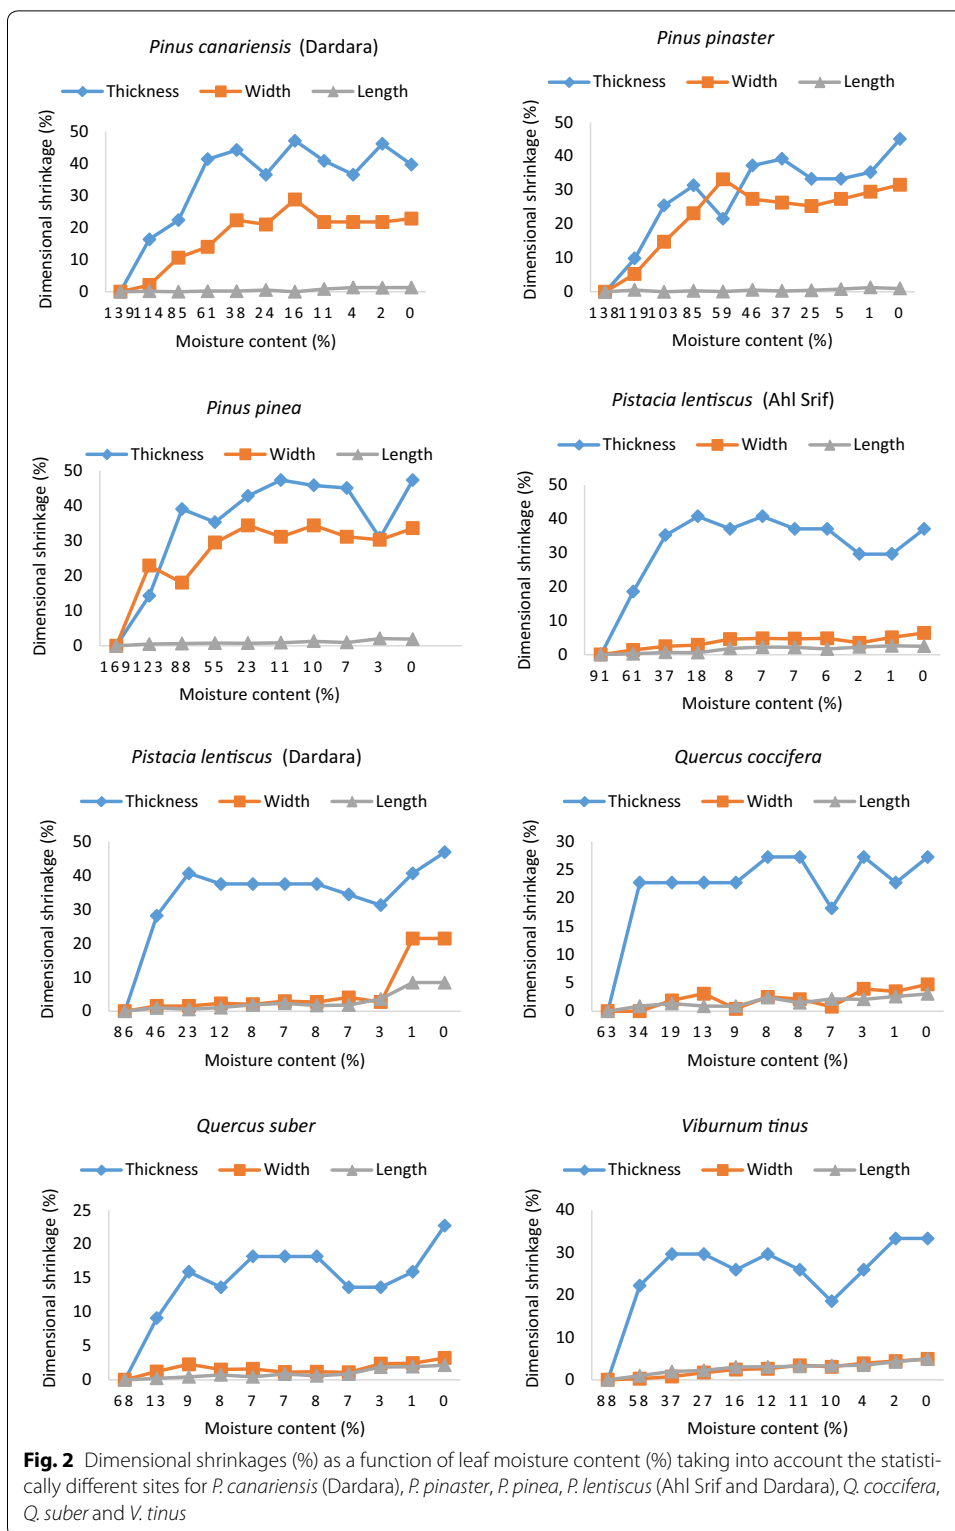 Pinus canariensis (Dardara)
Thickness Width Length
Dimensional shrinkage (%)
50
40
30
20
10
0
139 114 85 61 38 24 16 11 4 2 0
Moisture content (%)
Pinus pinaster
Thickness Width Length
Dimensional shrinkage (%)
50
40
30
20
10
0
138 119 103 85 59 46 37 25 5 1 0
Moisture content (%)
Pinus pinea
Thickness Width Length
Dimensional shrinkage (%)
50
40
30
20
10
0
169 123 88 55 23 11 10 7 3 0
Moisture content (%)
Pistacia lentiscus (Ahl Srif)
Thickness Width Length
Dimensional shrinkage (%)
50
40
30
20
10
0
91 61 37 18 8 7 7 6 2 1 0
Moisture content (%)
Pistacia lentiscus (Dardara)
Thickness Width Length
Dimensional shrinakge (%)
50
40
30
20
10
0
86 46 23 12 8 7 8 7 3 1 0
Moisture content (%)
Quercus coccifera
Thickness Width Length
Dimensional shrinkage (%)
30
25
20
15
10
5
0
63 34 19 13 9 8 8 7 3 1 0
Moisture content (%)
Quercus suber
Thickness Width Length
Dimensional shrinkage (%)
25
20
15
10
5
0
68 13 9 8 7 7 8 7 3 1 0
Moisture content (%)
Viburnum tinus
Thickness Width Length
Dimensional shrinkage (%)
40
30
20
10
0
88 58 37 27 16 12 11 10 4 2 0
Moisture content (%)
Fig. 2 Dimensional shrinkages (%) as a function of leaf moisture content (%) taking into account the statisti-
cally different sites for P. canariensis (Dardara), P. pinaster, P. pinea, P. lentiscus (Ahl Srif and Dardara), Q. coccifera,
Q. suber and V. tinus